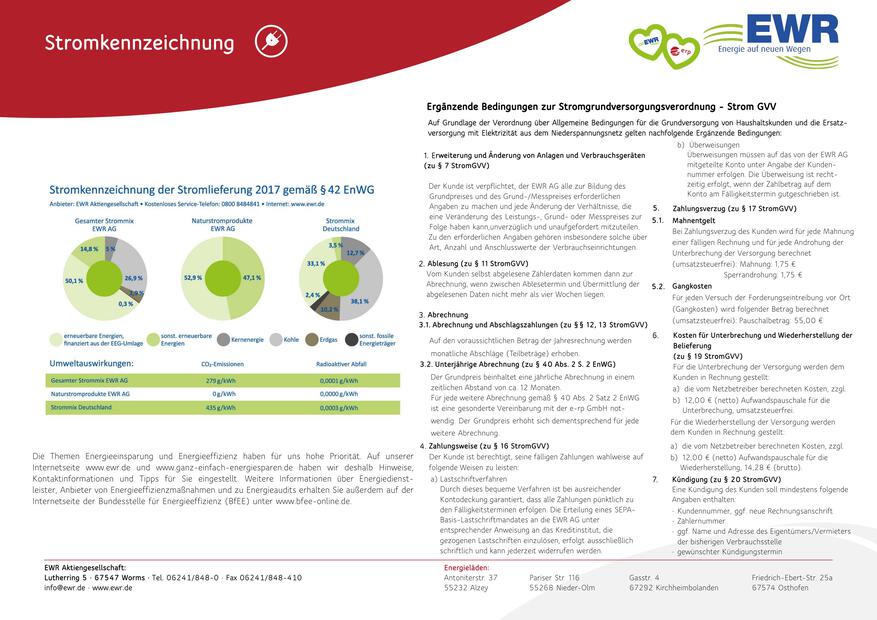 Stromkennzeichnung
EWR
erp
EWR
Energie auf neuen Wegen
Stromkennzeichnung der Stromlieferung 2017 gemäß § 42 EnWG
Anbieter: EWR Aktiengesellschaft • Kostenloses Service-Telefon: 0800 8484841 • Internet: www.ewr.de
Gesamter Strommix
EWR AG
14,8 %
5 %
50,1 %
26,9 %
0,3 %
Naturstromprodukte
EWR AG
52,9 %
47,1 %
Strommix
Deutschland
3,5 %
12,7 %
33,1 %
38,1 %
2,4 %
10,2 %
erneuerbare Energien,
finanziert aus der EEG-Umlage
sonst. erneuerbare
Energien
Kernenergie
Kohle
Erdgas
sonst. fossile
Energieträger
Umweltauswirkungen: CO₂-Emissionen Radioaktiver Abfall
Gesamter Strommix EWR AG 279 g/kWh 0,0001 g/kWh
Naturstromprodukte EWR AG 0 g/kWh 0,0000 g/kWh
Strommix Deutschland 435 g/kWh 0,0003 g/kWh
Die Themen Energieeinsparung und Energieeffizienz haben für uns hohe Priorität. Auf unserer
Internetseite www.ewr.de und www.ganz-einfach-energiesparen.de haben wir deshalb Hinweise,
Kontaktinformationen und Tipps für Sie eingestellt. Weitere Informationen über Energiedienst-
leister, Anbieter von Energieeffizienzmaßnahmen und zu Energieaudits erhalten Sie außerdem auf der
Internetseite der Bundesstelle für Energieeffizienz (BfEE) unter www.bfee-online.de.
Ergänzende Bedingungen zur Stromgrundversorgungsverordnung - Strom GVV
Auf Grundlage der Verordnung über Allgemeine Bedingungen für die Grundversorgung von Haushaltskunden und die Ersatz-
versorgung mit Elektrizität aus dem Niederspannungsnetz gelten nachfolgende Ergänzende Bedingungen:
1. Erweiterung und Änderung von Anlagen und Verbrauchsgeräten
(zu § 7 StromGVV)
Der Kunde ist verpflichtet, der EWR AG alle zur Bildung des
Grundpreises und des Grund-/Messpreises erforderlichen
Angaben zu machen und jede Änderung der Verhältnisse, die
eine Veränderung des Leistungs-, Grund- oder Messpreises zur
Folge haben kann,unverzüglich und unaufgefordert mitzuteilen.
Zu den erforderlichen Angaben gehören insbesondere solche über
Art, Anzahl und Anschlusswerte der Verbrauchseinrichtungen.
2. Ablesung (zu § 11 StromGVV)
Vom Kunden selbst abgelesene Zählerdaten kommen dann zur
Abrechnung, wenn zwischen Ablesetermin und Übermittlung der
abgelesenen Daten nicht mehr als vier Wochen liegen.
3. Abrechnung
3.1. Abrechnung und Abschlagszahlungen (zu §§ 12, 13 StromGVV)
Auf den voraussichtlichen Betrag der Jahresrechnung werden
monatliche Abschläge (Teilbeträge) erhoben.
3.2. Unterjährige Abrechnung (zu § 40 Abs. 2 S. 2 EnWG)
Der Grundpreis beinhaltet eine jährliche Abrechnung in einem
zeitlichen Abstand von ca. 12 Monaten.
Für jede weitere Abrechnung gemäß § 40 Abs. 2 Satz 2 EnWG
ist eine gesonderte Vereinbarung mit der e-rp GmbH not-
wendig. Der Grundpreis erhöht sich dementsprechend für jede
weitere Abrechnung.
4. Zahlungsweise (zu § 16 StromGVV)
Der Kunde ist berechtigt, seine fälligen Zahlungen wahlweise auf
folgende Weisen zu leisten:
a) Lastschriftverfahren
Durch dieses bequeme Verfahren ist bei ausreichender
Kontodeckung garantiert, dass alle Zahlungen pünktlich zu
den Fälligkeitsterminen erfolgen. Die Erteilung eines SEPA-
Basis-Lastschriftmandates an die EWR AG unter
entsprechender Anweisung an das Kreditinstitut, die
gezogenen Lastschriften einzulösen, erfolgt ausschließlich
schriftlich und kann jederzeit widerrufen werden.
b) Überweisungen
Überweisungen müssen auf das von der EWR AG
mitgeteilte Konto unter Angabe der Kunden-
nummer erfolgen. Die Überweisung ist recht-
zeitig erfolgt, wenn der Zahlbetrag auf dem
Konto am Fälligkeitstermin gutgeschrieben ist.
5. Zahlungsverzug (zu § 17 StromGVV)
5.1. Mahnentgelt
Bei Zahlungsverzug des Kunden wird für jede Mahnung
einer fälligen Rechnung und für jede Androhung der
Unterbrechung der Versorgung berechnet
(umsatzsteuerfrei): Mahnung: 1,75 €
Sperrandrohung: 1,75 €
5.2. Gangkosten
Für jeden Versuch der Forderungseintreibung vor Ort
(Gangkosten) wird folgender Betrag berechnet
(umsatzsteuerfrei): Pauschalbetrag: 55,00 €
6. Kosten für Unterbrechung und Wiederherstellung der
Belieferung
(zu § 19 StromGVV)
Für die Unterbrechung der Versorgung werden dem
Kunden in Rechnung gestellt:
a) die vom Netzbetreiber berechneten Kosten, zzgl.
b) 12,00 € (netto) Aufwandspauschale für die
Unterbrechung, umsatzsteuerfrei.
Für die Wiederherstellung der Versorgung werden
dem Kunden in Rechnung gestellt:
a) die vom Netzbetreiber berechneten Kosten, zzgl.
b) 12,00 € (netto) Aufwandspauschale für die
Wiederherstellung, 14,28 € (brutto).
7. Kündigung (zu § 20 StromGVV)
Eine Kündigung des Kunden soll mindestens folgende
Angaben enthalten:
- Kundennummer, ggf. neue Rechnungsanschrift
- Zählernummer
- ggf. Name und Adresse des Eigentümers/Vermieters
der bisherigen Verbrauchsstelle
- gewünschter Kündigungstermin
EWR Aktiengesellschaft:
Lutherring 5 · 67547 Worms · Tel. 06241/848-0 · Fax 06241/848-410
info@ewr.de · www.ewr.de
Energieläden:
Antoniterstr. 37 Pariser Str. 116 Gasstr. 4 Friedrich-Ebert-Str. 25a
55232 Alzey 55268 Nieder-Olm 67292 Kirchheimbolanden 67574 Osthofen